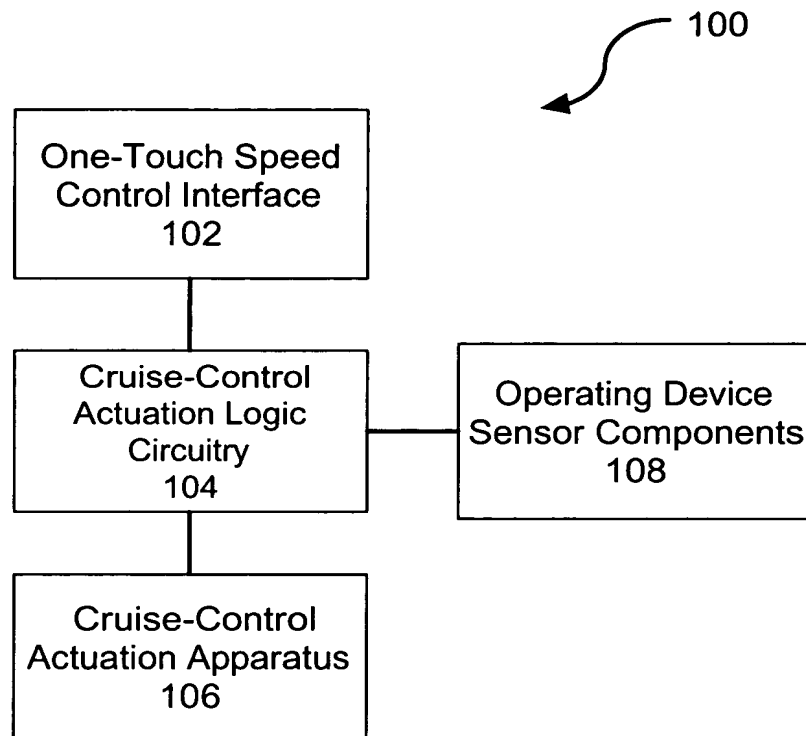 100
One-Touch Speed
Control Interface
102
Cruise-Control
Actuation Logic
Circuitry
104
Operating Device
Sensor Components
108
Cruise-Control
Actuation Apparatus
106